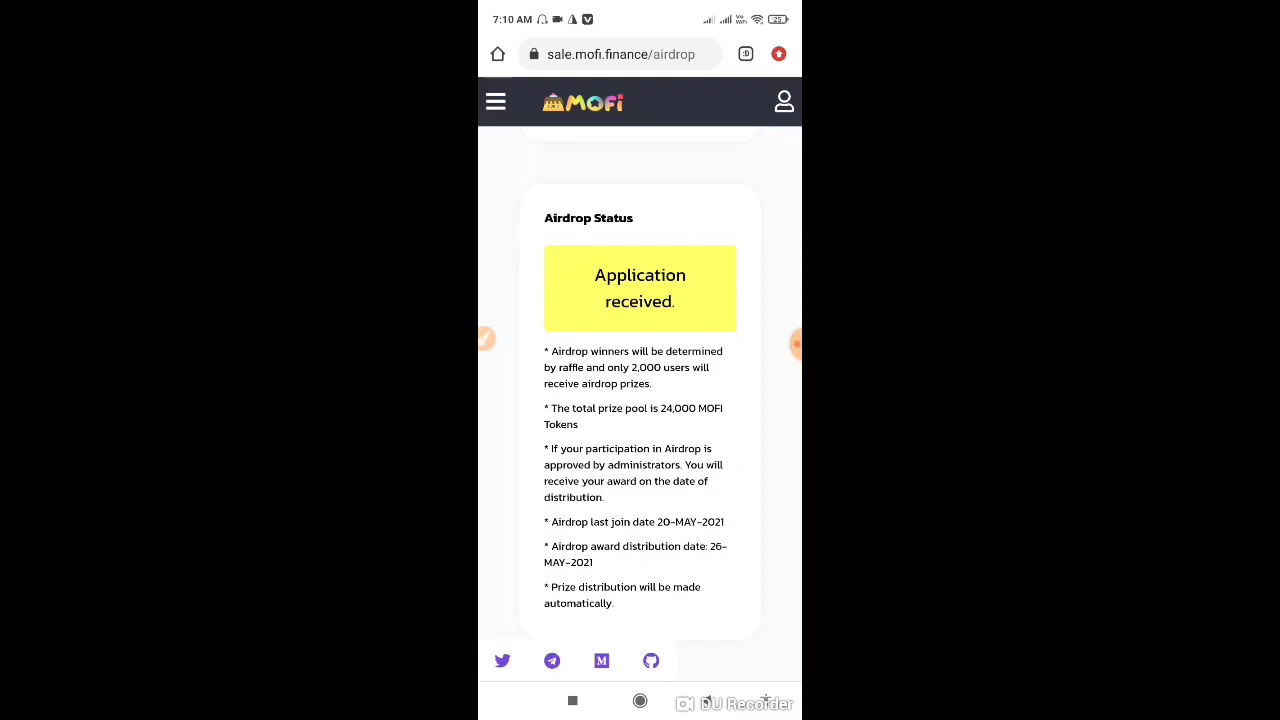 7:10 AM
Vo
WiFi
25
sale.mofi.finance/airdrop
:D
MOFi
Airdrop Status
Application
received.
* Airdrop winners will be determined
by raffle and only 2,000 users will
receive airdrop prizes.
* The total prize pool is 24,000 MOFI
Tokens
* If your participation in Airdrop is
approved by administrators. You will
receive your award on the date of
distribution.
* Airdrop last join date 20-MAY-2021
* Airdrop award distribution date: 26-
MAY-2021
* Prize distribution will be made
automatically.
DU Recorder